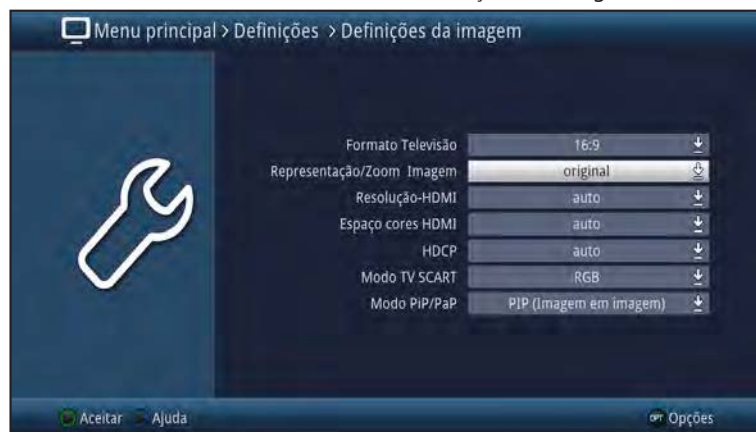 Menu principal > Definições > Definições da imagem
Formato Televisão 16:9
Representação/Zoom Imagem original
Resolução-HDMI auto
Espaço cores HDMI auto
HDCP auto
Modo TV SCART RGB
Modo PiP/PaP PIP (Imagem em imagem)
Aceitar Ajuda OPT Opções